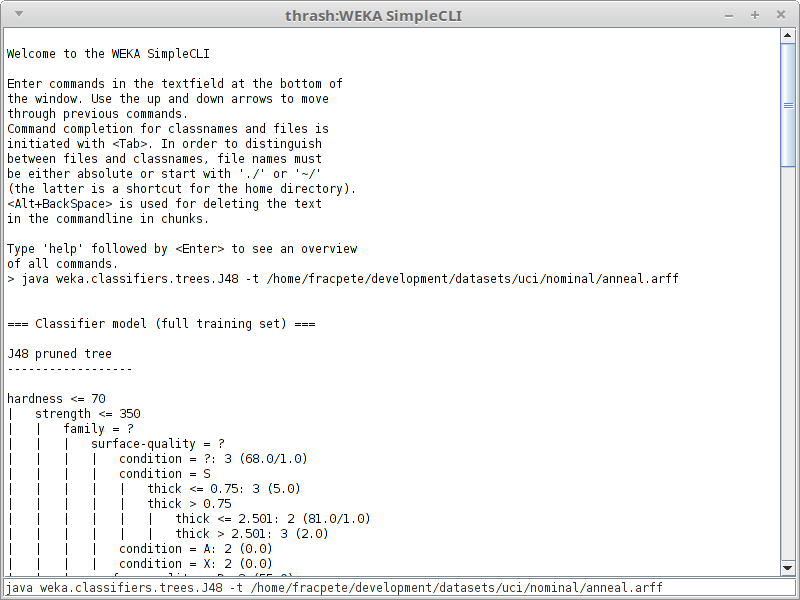 thrash:WEKA SimpleCLI
Welcome to the WEKA SimpleCLI
Enter commands in the textfield at the bottom of
the window. Use the up and down arrows to move
through previous commands.
Command completion for classnames and files is
initiated with <Tab>. In order to distinguish
between files and classnames, file names must
be either absolute or start with './' or '~/'
(the latter is a shortcut for the home directory).
<Alt+BackSpace> is used for deleting the text
in the commandline in chunks.
Type 'help' followed by <Enter> to see an overview
of all commands.
> java weka.classifiers.trees.J48 -t /home/fracpete/development/datasets/uci/nominal/anneal.arff
=== Classifier model (full training set) ===
J48 pruned tree
------------------
hardness <= 70
|   strength <= 350
|   |   family = ?
|   |   |   surface-quality = ?
|   |   |   |   condition = ?: 3 (68.0/1.0)
|   |   |   |   condition = S
|   |   |   |   |   thick <= 0.75: 3 (5.0)
|   |   |   |   |   thick > 0.75
|   |   |   |   |   |   thick <= 2.501: 2 (81.0/1.0)
|   |   |   |   |   |   thick > 2.501: 3 (2.0)
|   |   |   |   condition = A: 2 (0.0)
|   |   |   |   condition = X: 2 (0.0)
java weka.classifiers.trees.J48 -t /home/fracpete/development/datasets/uci/nominal/anneal.arff